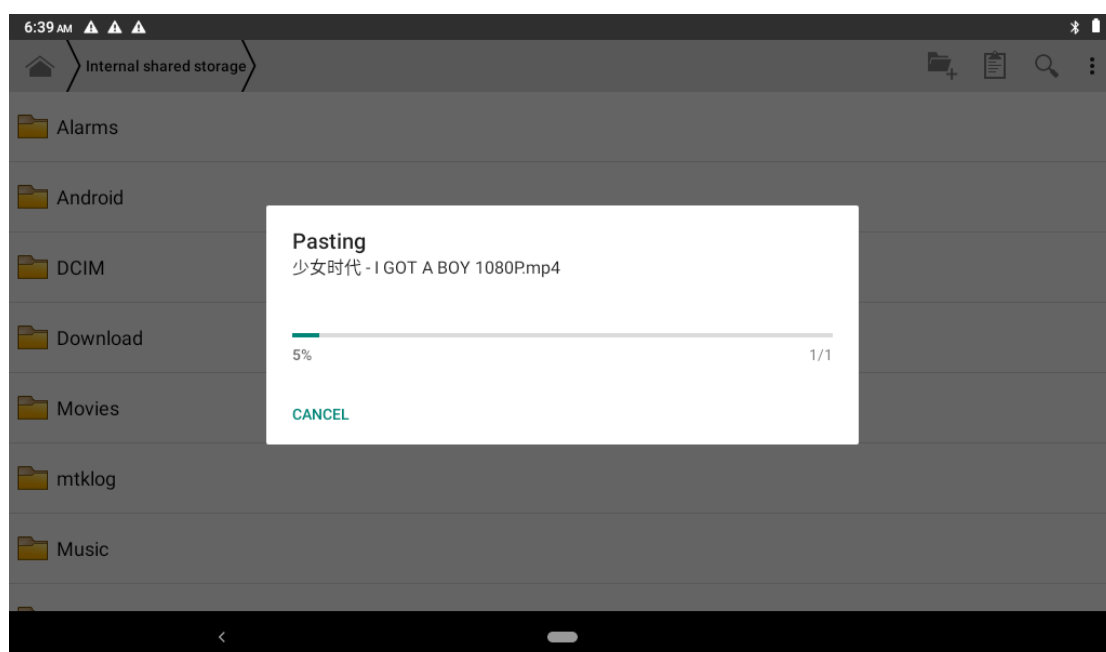 6:39 AM
Internal shared storage
Alarms
Android
DCIM
Download
Movies
mtklog
Music
Pasting
少女时代 - I GOT A BOY 1080P.mp4
5% 1/1
CANCEL